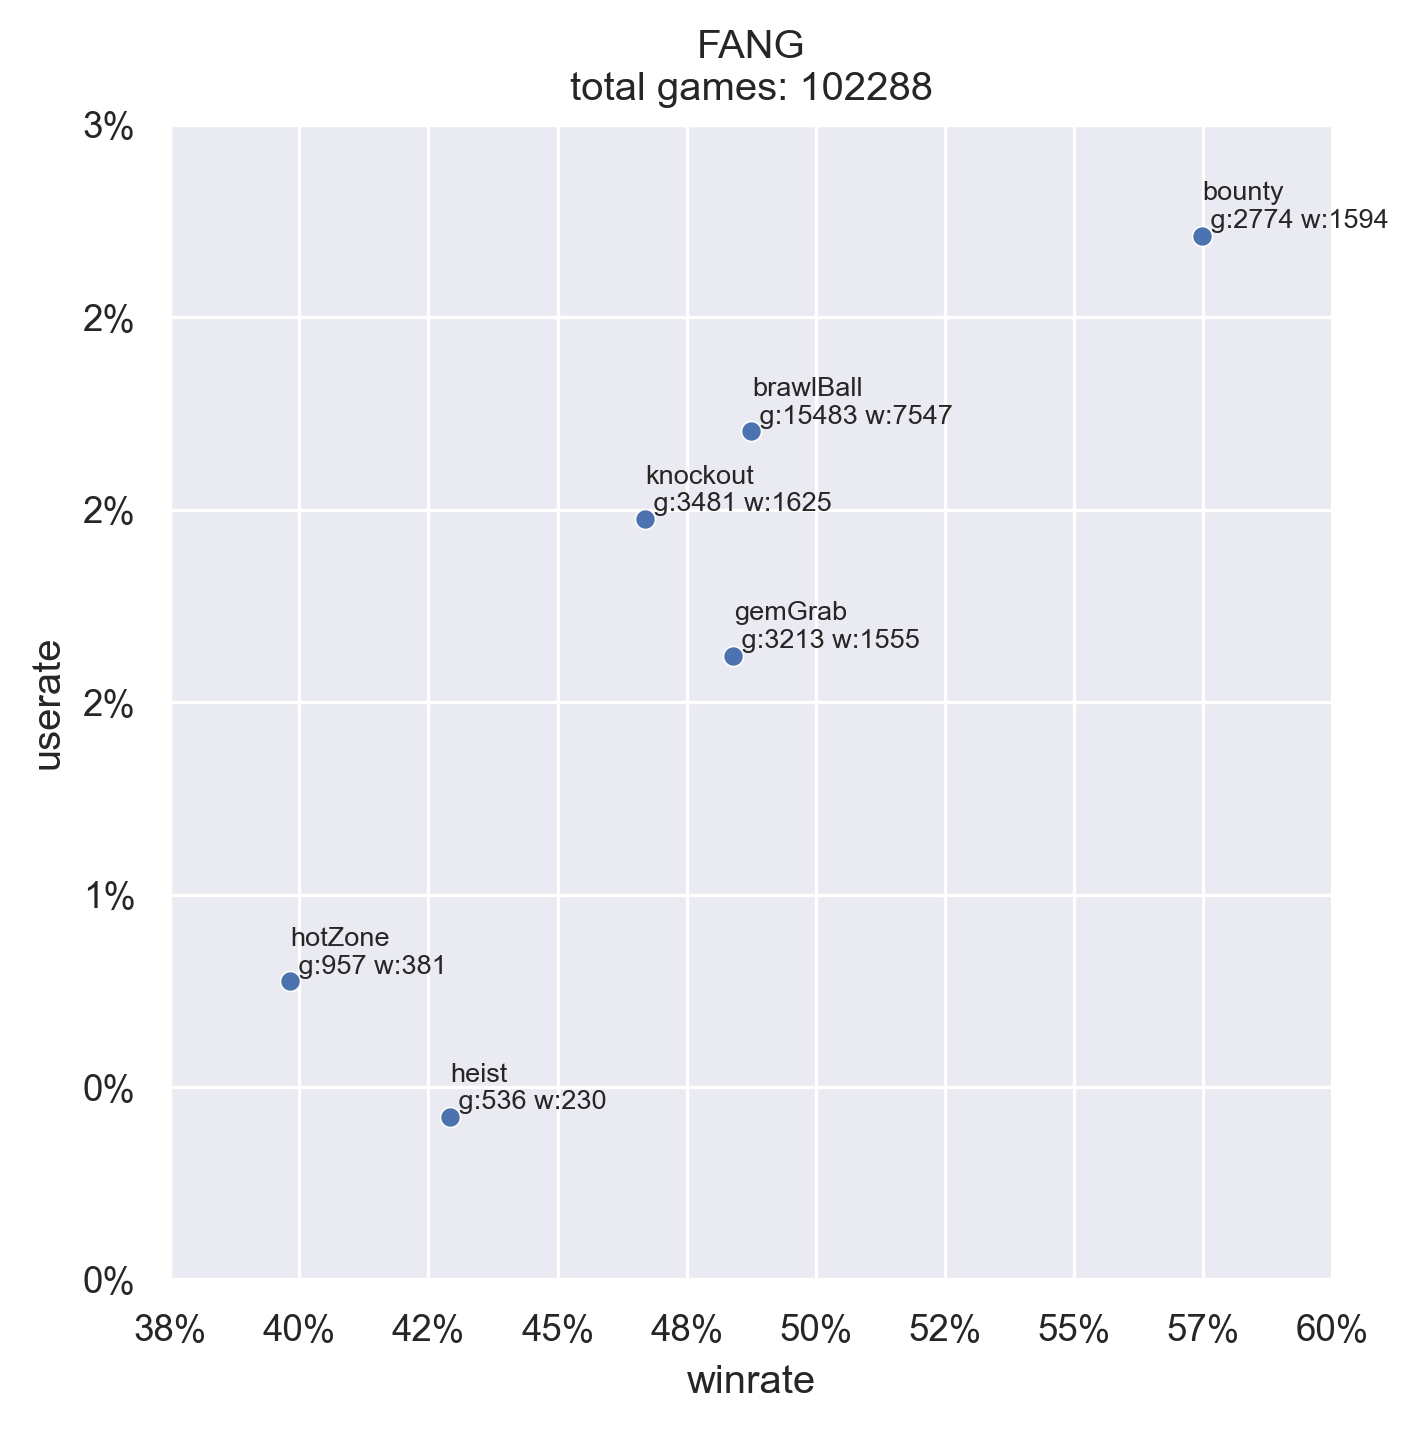 FANG
total games: 102288
3%
2%
2%
2%
1%
0%
0%
userate
bounty
g:2774 w:1594
brawlBall
g:15483 w:7547
knockout
g:3481 w:1625
gemGrab
g:3213 w:1555
hotZone
g:957 w:381
heist
g:536 w:230
38% 40% 42% 45% 48% 50% 52% 55% 57% 60%
winrate